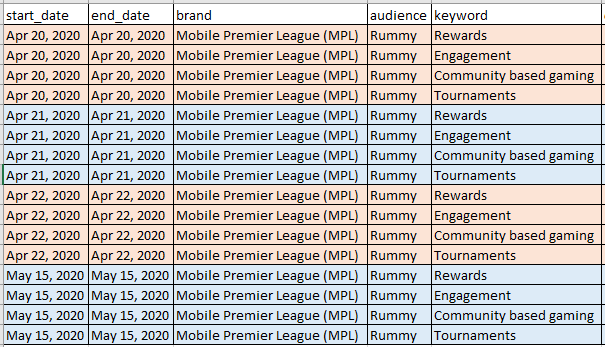 start_date end_date brand audience keyword
Apr 20, 2020 Apr 20, 2020 Mobile Premier League (MPL) Rummy Rewards
Apr 20, 2020 Apr 20, 2020 Mobile Premier League (MPL) Rummy Engagement
Apr 20, 2020 Apr 20, 2020 Mobile Premier League (MPL) Rummy Community based gaming
Apr 20, 2020 Apr 20, 2020 Mobile Premier League (MPL) Rummy Tournaments
Apr 21, 2020 Apr 21, 2020 Mobile Premier League (MPL) Rummy Rewards
Apr 21, 2020 Apr 21, 2020 Mobile Premier League (MPL) Rummy Engagement
Apr 21, 2020 Apr 21, 2020 Mobile Premier League (MPL) Rummy Community based gaming
Apr 21, 2020 Apr 21, 2020 Mobile Premier League (MPL) Rummy Tournaments
Apr 22, 2020 Apr 22, 2020 Mobile Premier League (MPL) Rummy Rewards
Apr 22, 2020 Apr 22, 2020 Mobile Premier League (MPL) Rummy Engagement
Apr 22, 2020 Apr 22, 2020 Mobile Premier League (MPL) Rummy Community based gaming
Apr 22, 2020 Apr 22, 2020 Mobile Premier League (MPL) Rummy Tournaments
May 15, 2020 May 15, 2020 Mobile Premier League (MPL) Rummy Rewards
May 15, 2020 May 15, 2020 Mobile Premier League (MPL) Rummy Engagement
May 15, 2020 May 15, 2020 Mobile Premier League (MPL) Rummy Community based gaming
May 15, 2020 May 15, 2020 Mobile Premier League (MPL) Rummy Tournaments